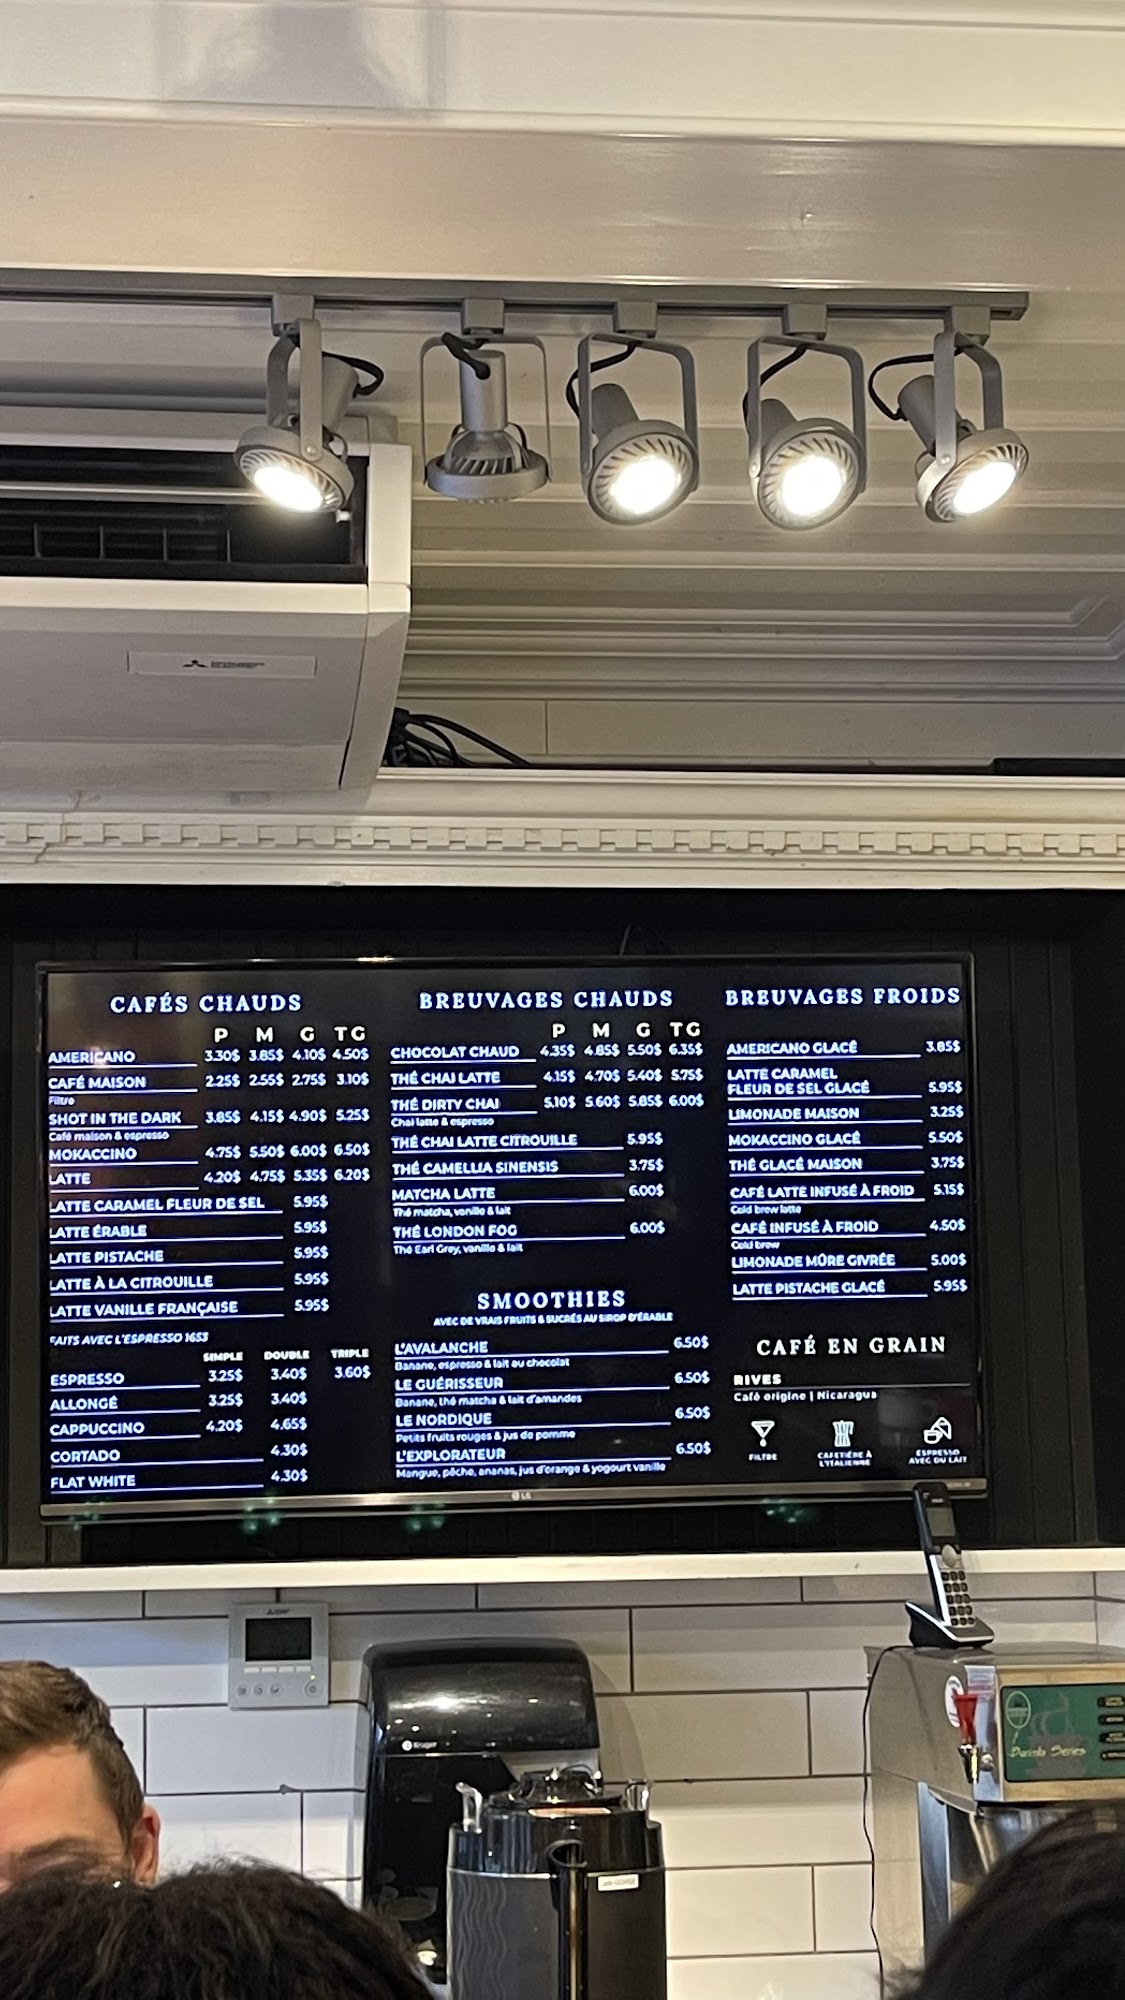 MITSUBISHI ELECTRIC
CAFÉS CHAUDS
P M G TG
AMERICANO 3.30$ 3.85$ 4.10$ 4.50$
CAFÉ MAISON 2.25$ 2.55$ 2.75$ 3.10$
Filtre
SHOT IN THE DARK 3.85$ 4.15$ 4.90$ 5.25$
Café maison & espresso
MOKACCINO 4.75$ 5.50$ 6.00$ 6.50$
LATTE 4.20$ 4.75$ 5.35$ 6.20$
LATTE CARAMEL FLEUR DE SEL 5.95$
LATTE ÉRABLE 5.95$
LATTE PISTACHE 5.95$
LATTE À LA CITROUILLE 5.95$
LATTE VANILLE FRANÇAISE 5.95$
FAITS AVEC L'ESPRESSO 1653
SIMPLE DOUBLE TRIPLE
ESPRESSO 3.25$ 3.40$ 3.60$
ALLONGÉ 3.25$ 3.40$
CAPPUCCINO 4.20$ 4.65$
CORTADO 4.30$
FLAT WHITE 4.30$
BREUVAGES CHAUDS
P M G TG
CHOCOLAT CHAUD 4.35$ 4.85$ 5.50$ 6.35$
THÉ CHAI LATTE 4.15$ 4.70$ 5.40$ 5.75$
THÉ DIRTY CHAI 5.10$ 5.60$ 5.85$ 6.00$
Chai latte & espresso
THÉ CHAI LATTE CITROUILLE 5.95$
THÉ CAMELLIA SINENSIS 3.75$
MATCHA LATTE 6.00$
Thé matcha, vanille & lait
THÉ LONDON FOG 6.00$
Thé Earl Grey, vanille & lait
SMOOTHIES
AVEC DE VRAIS FRUITS & SUCRÉS AU SIROP D'ÉRABLE
L'AVALANCHE 6.50$
Banane, espresso & lait au chocolat
LE GUÉRISSEUR 6.50$
Banane, thé matcha & lait d'amandes
LE NORDIQUE 6.50$
Petits fruits rouges & jus de pomme
L'EXPLORATEUR 6.50$
Mangue, pêche, ananas, jus d'orange & yogourt vanille
BREUVAGES FROIDS
AMERICANO GLACÉ 3.85$
LATTE CARAMEL
FLEUR DE SEL GLACÉ 5.95$
LIMONADE MAISON 3.25$
MOKACCINO GLACÉ 5.50$
THÉ GLACÉ MAISON 3.75$
CAFÉ LATTE INFUSÉ À FROID 5.15$
Cold brew latte
CAFÉ INFUSÉ À FROID 4.50$
Cold brew
LIMONADE MÛRE GIVRÉE 5.00$
LATTE PISTACHE GLACÉ 5.95$
CAFÉ EN GRAIN
RIVES
Café origine | Nicaragua
FILTRE
CAFETIÈRE À
L'ITALIENNE
ESPRESSO
AVEC DU LAIT
LG
Kruger
Barista Series